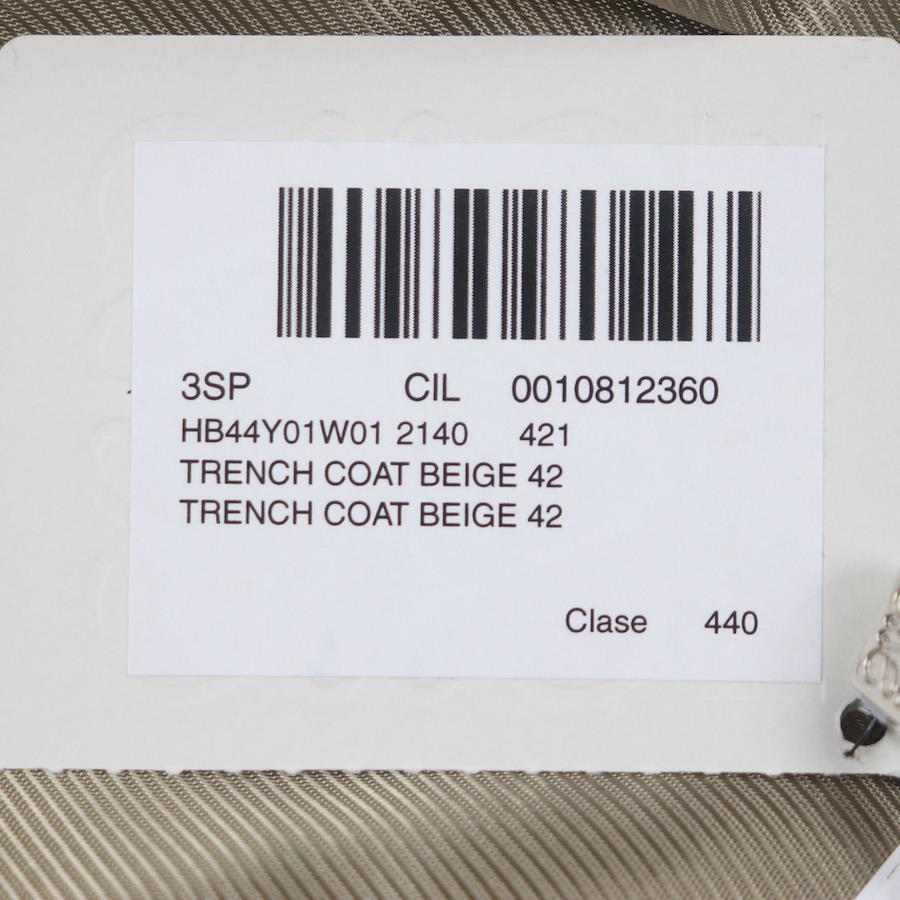 3SP CIL 0010812360
HB44Y01W01 2140 421
TRENCH COAT BEIGE 42
TRENCH COAT BEIGE 42
Clase 440